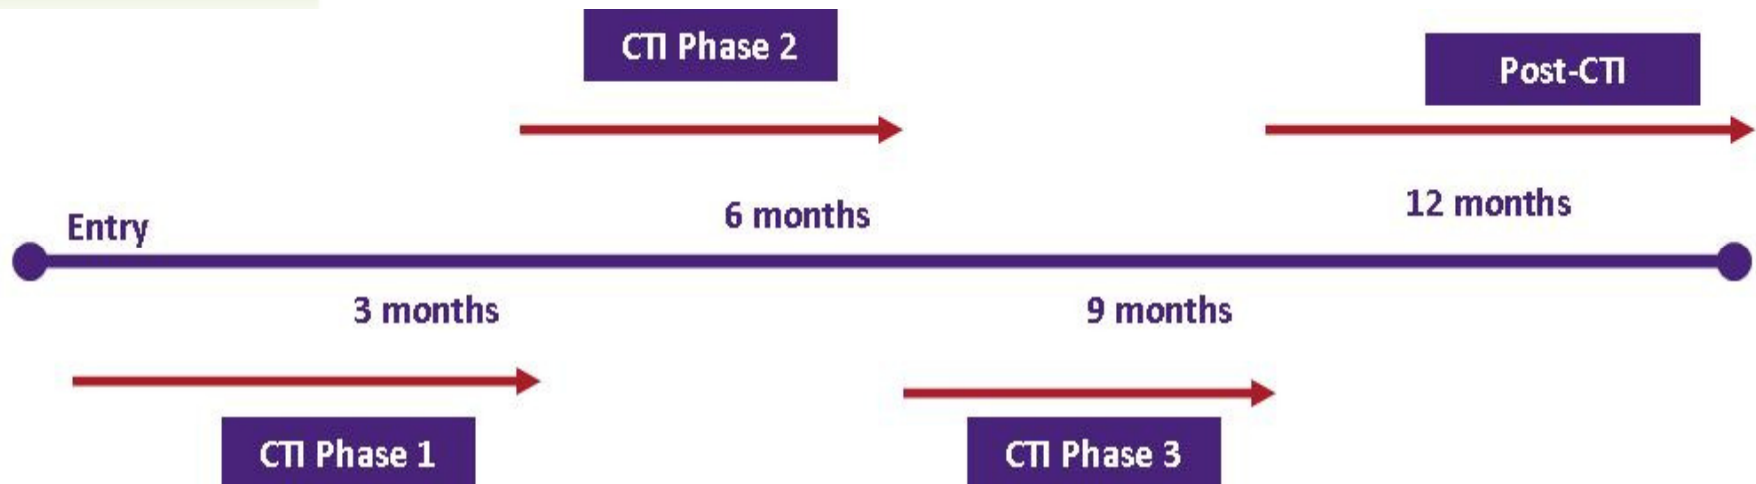 CTI Phase 2
Post-CTI
Entry
6 months
12 months
3 months
9 months
CTI Phase 1
CTI Phase 3